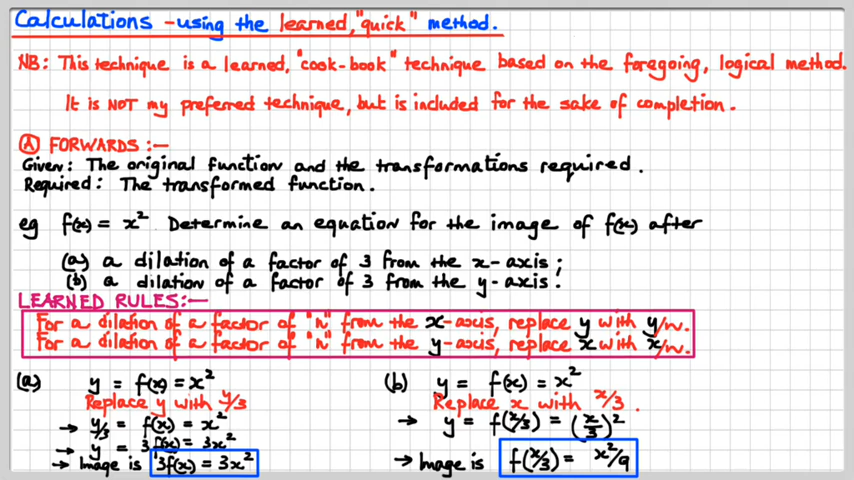 Calculations - using the learned, "quick" method.
NB: This technique is a learned, "cook-book" technique based on the foregoing, logical method.
It is NOT my preferred technique, but is included for the sake of completion.
(A) FORWARDS :-
Given: The original function and the transformations required.
Required: The transformed function.
eg f(x) = x² Determine an equation for the image of f(x) after
(a) a dilation of a factor of 3 from the x-axis;
(b) a dilation of a factor of 3 from the y-axis.
LEARNED RULES:-
For a dilation of a factor of "n" from the x-axis, replace y with y/n.
For a dilation of a factor of "n" from the y-axis, replace x with x/n.
(a) y = f(x) = x²
Replace y with y/3
→ y/3 = f(x) = x²
→ y = 3f(x) = 3x²
→ Image is 3f(x) = 3x²
(b) y = f(x) = x²
Replace x with x/3.
→ y = f(x/3) = (x/3)²
→ Image is f(x/3) = x²/9